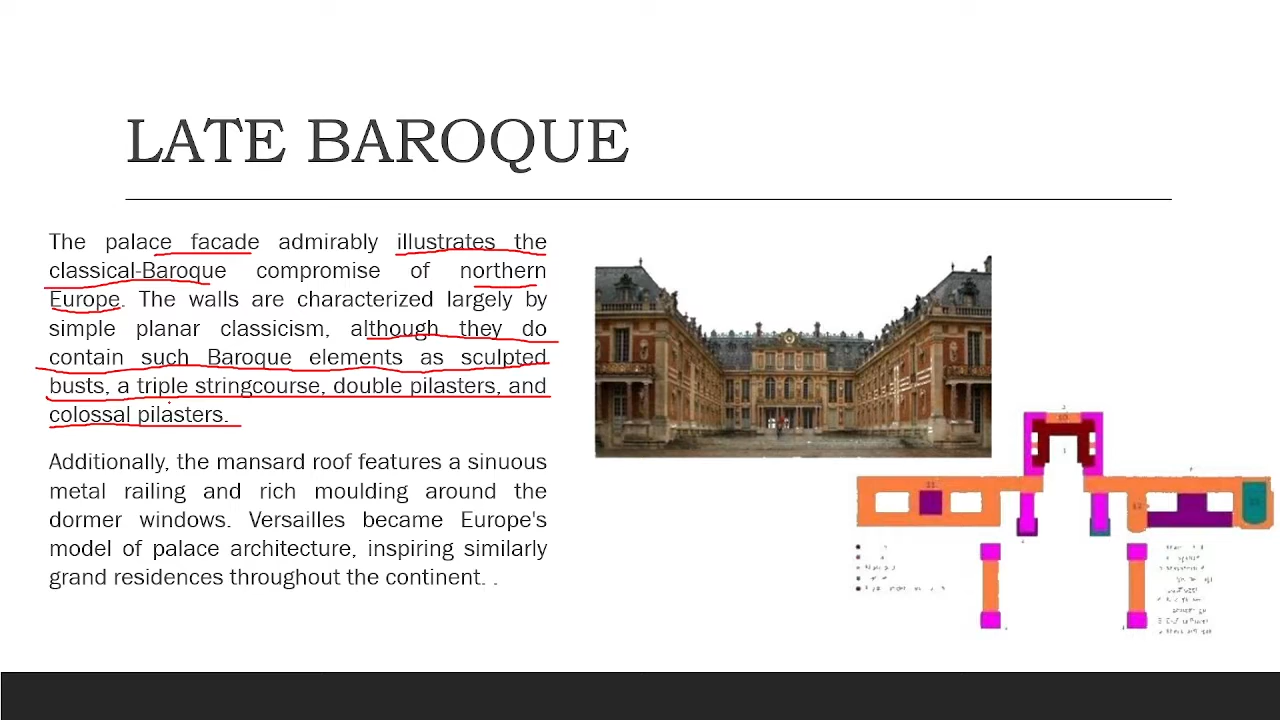 LATE BAROQUE
The palace facade admirably illustrates the
classical-Baroque compromise of northern
Europe. The walls are characterized largely by
simple planar classicism, although they do
contain such Baroque elements as sculpted
busts, a triple stringcourse, double pilasters, and
colossal pilasters.
Additionally, the mansard roof features a sinuous
metal railing and rich moulding around the
dormer windows. Versailles became Europe's
model of palace architecture, inspiring similarly
grand residences throughout the continent. .